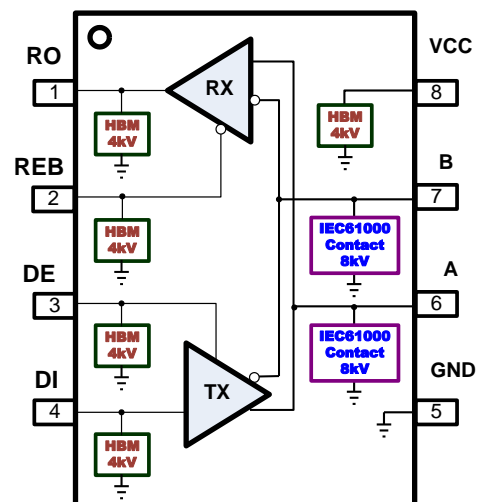 RO
1
HBM
4kV
REB
2
HBM
4kV
DE
3
HBM
4kV
DI
4
HBM
4kV
RX
TX
VCC
8
HBM
4kV
B
7
IEC61000
Contact
8kV
A
6
IEC61000
Contact
8kV
GND
5